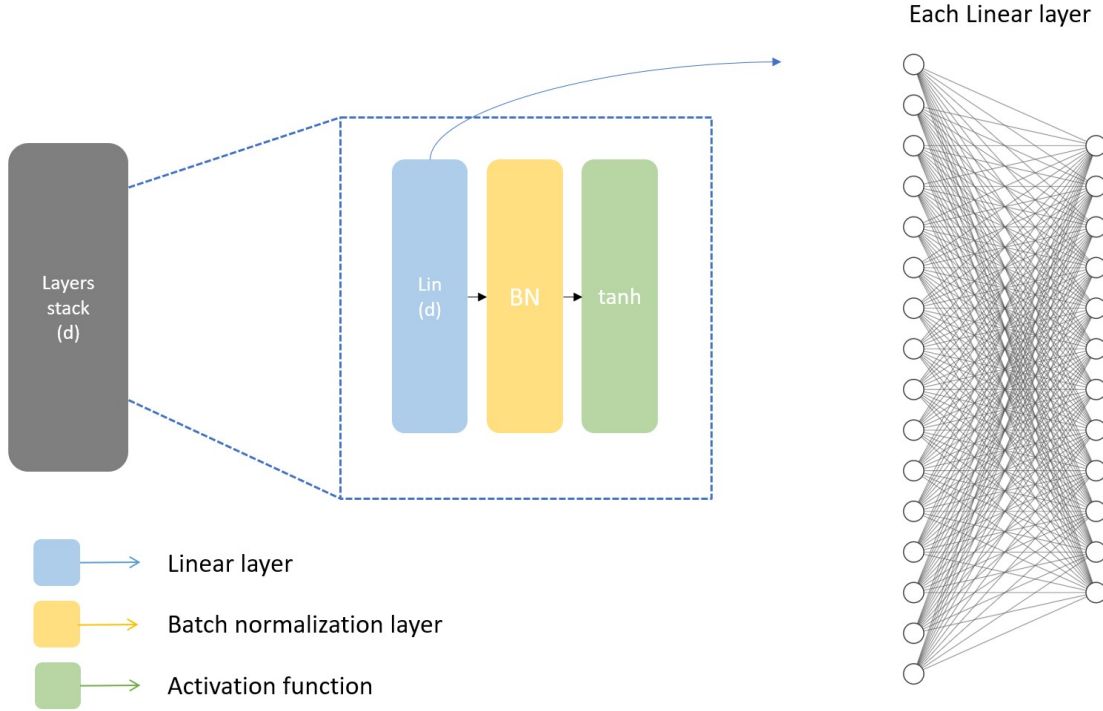 Each Linear layer
Layers
stack
(d)
Lin
(d)
BN
tanh
Linear layer
Batch normalization layer
Activation function